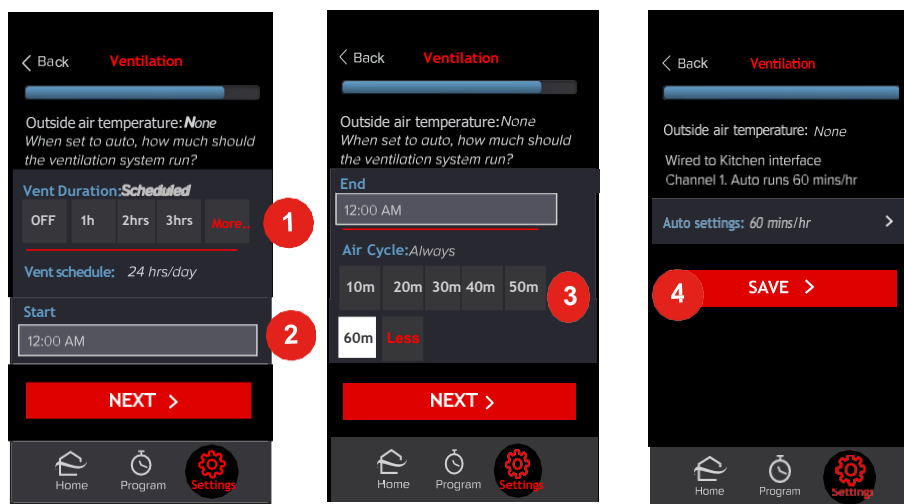 Back Ventilation
Outside air temperature: None
When set to auto, how much should
the ventilation system run?
Vent Duration: Scheduled
OFF 1h 2hrs 3hrs More..
1
Vent schedule: 24 hrs/day
Start
12:00 AM
2
NEXT >
Home Program Settings
Back Ventilation
Outside air temperature: None
When set to auto, how much should
the ventilation system run?
End
12:00 AM
Air Cycle: Always
10m 20m 30m 40m 50m
3
60m Less
NEXT >
Home Program Settings
Back Ventilation
Outside air temperature: None
Wired to Kitchen interface
Channel 1. Auto runs 60 mins/hr
Auto settings: 60 mins/hr >
4
SAVE >
Home Program Settings